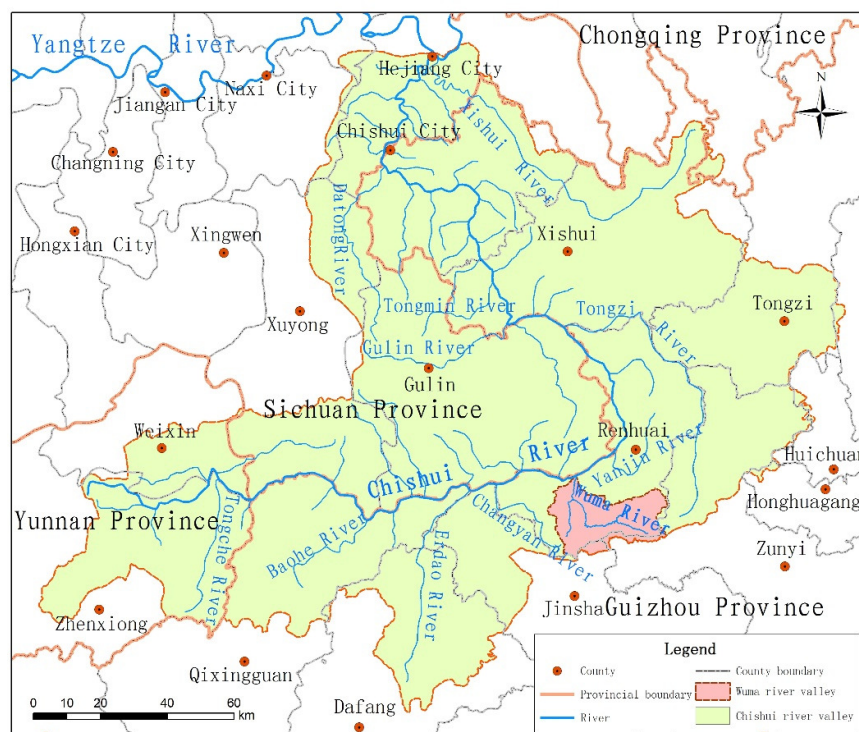 Yangtze River
Chongqing Province
Hejiang City
Naxi City
Jiangan City
N
Xishui River
Chishui City
Changning City
Hongxian City
Xingwen
DatongRiver
Xishui
Xuyong
Tongmin River
Tongzi River
Tongzi
Gulin River
Gulin
Sichuan Province
Weixin
Renhuai
Chishui River
Yanjin River
Huichuan
Honghuagang
Yunnan Province
Tongche River
Baohe River
Erdao River
Changyan River
Wuma River
Zunyi
Zhenxiong
Jinsha
Guizhou Province
Qixingguan
Dafang
0 10 20 40 60
km
Legend
County
County boundary
Provincial boundary
Wuma river valley
River
Chishui river valley